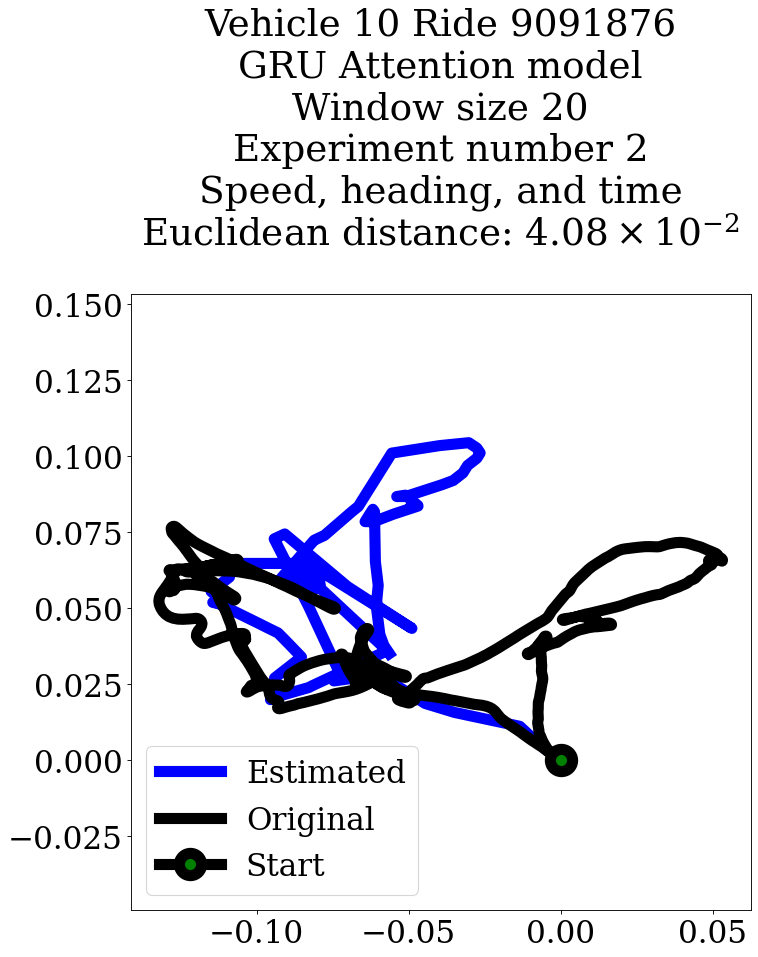 Vehicle 10 Ride 9091876
GRU Attention model
Window size 20
Experiment number 2
Speed, heading, and time
Euclidean distance: 4.08 × 10⁻²
0.150
0.125
0.100
0.075
0.050
0.025
0.000
−0.025
Estimated
Original
Start
−0.10 −0.05 0.00 0.05